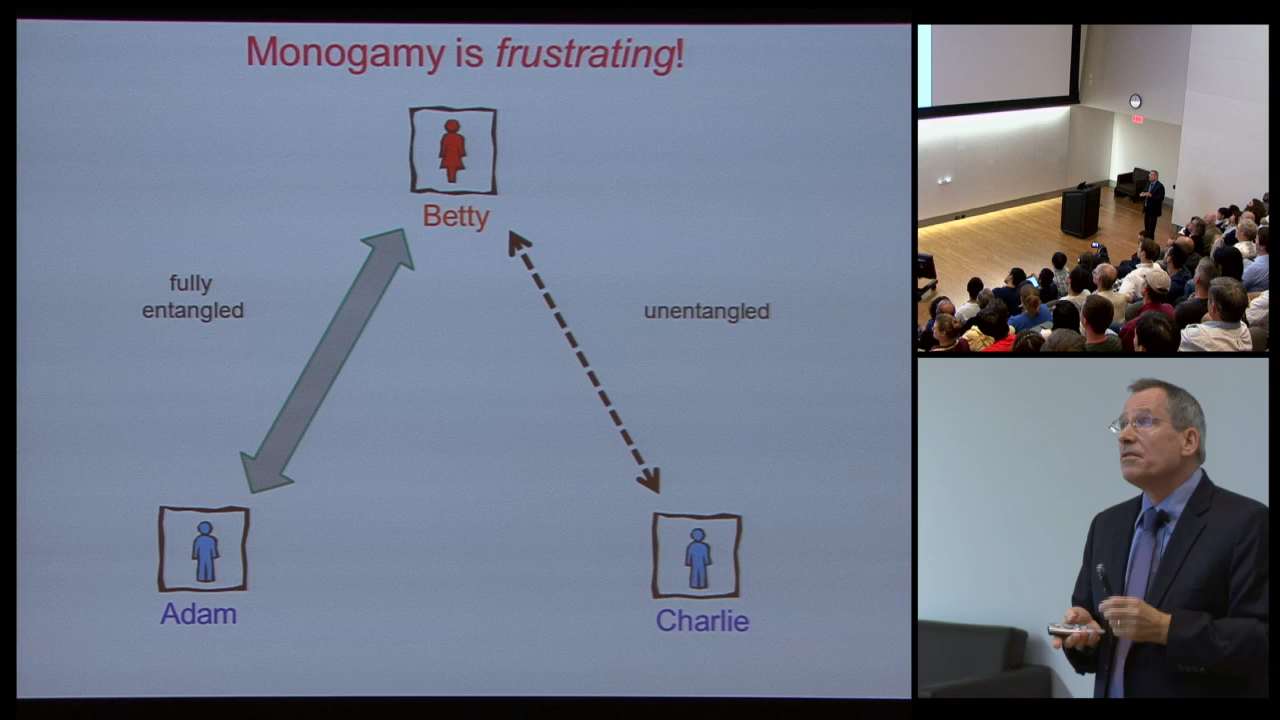 Monogamy is frustrating!
Betty
fully
entangled
unentangled
Adam
Charlie